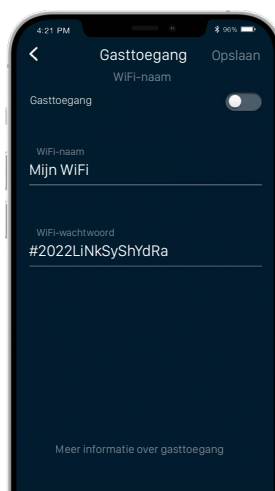 4:21 PM 96%
Gasttoegang Opslaan
WiFi-naam
Gasttoegang
WiFi-naam
Mijn WiFi
WiFi-wachtwoord
#2022LiNkSyShYdRa
Meer informatie over gasttoegang